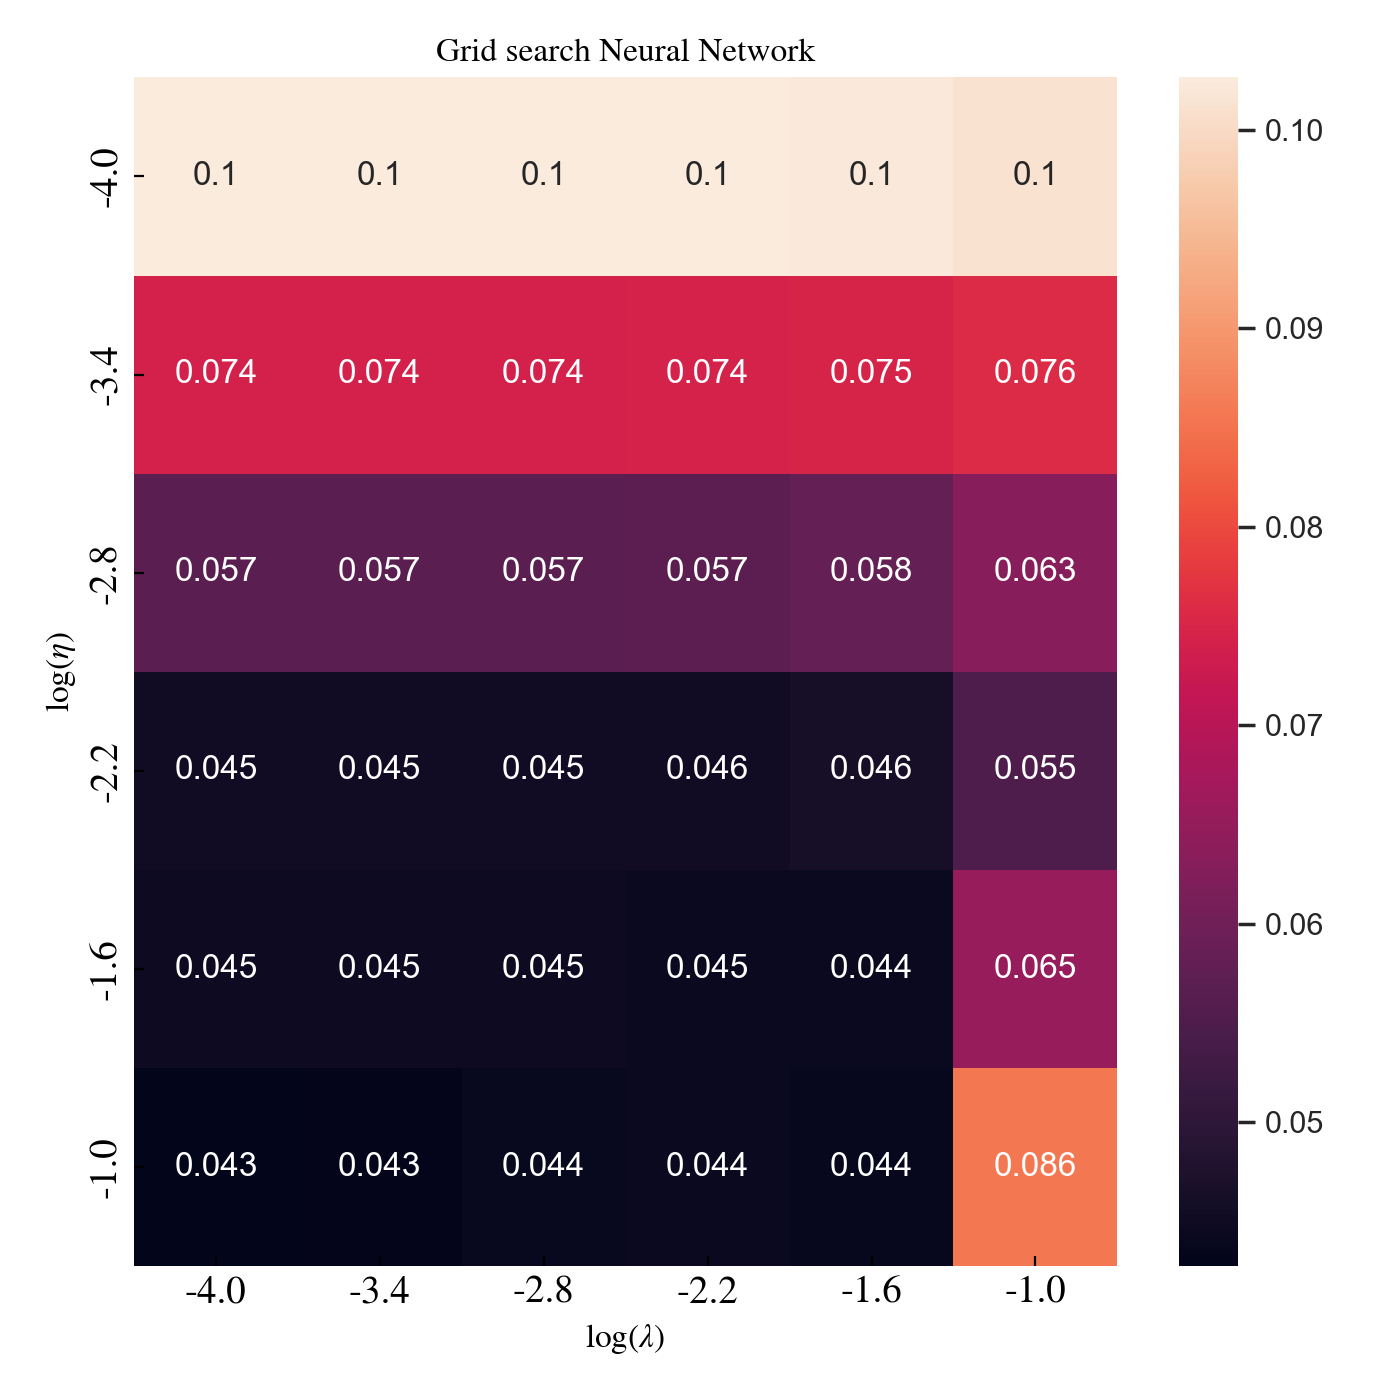 Grid search Neural Network
-4.0 0.1 0.1 0.1 0.1 0.1 0.1
-3.4 0.074 0.074 0.074 0.074 0.075 0.076
-2.8 0.057 0.057 0.057 0.057 0.058 0.063
-2.2 0.045 0.045 0.045 0.046 0.046 0.055
-1.6 0.045 0.045 0.045 0.045 0.044 0.065
-1.0 0.043 0.043 0.044 0.044 0.044 0.086
log(η)
-4.0 -3.4 -2.8 -2.2 -1.6 -1.0
log(λ)
0.10
0.09
0.08
0.07
0.06
0.05